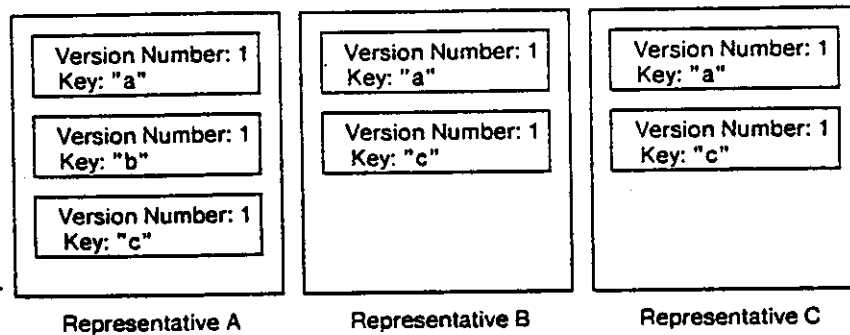 Version Number: 1
Key: "a"
Version Number: 1
Key: "b"
Version Number: 1
Key: "c"
Representative A
Version Number: 1
Key: "a"
Version Number: 1
Key: "c"
Representative B
Version Number: 1
Key: "a"
Version Number: 1
Key: "c"
Representative C